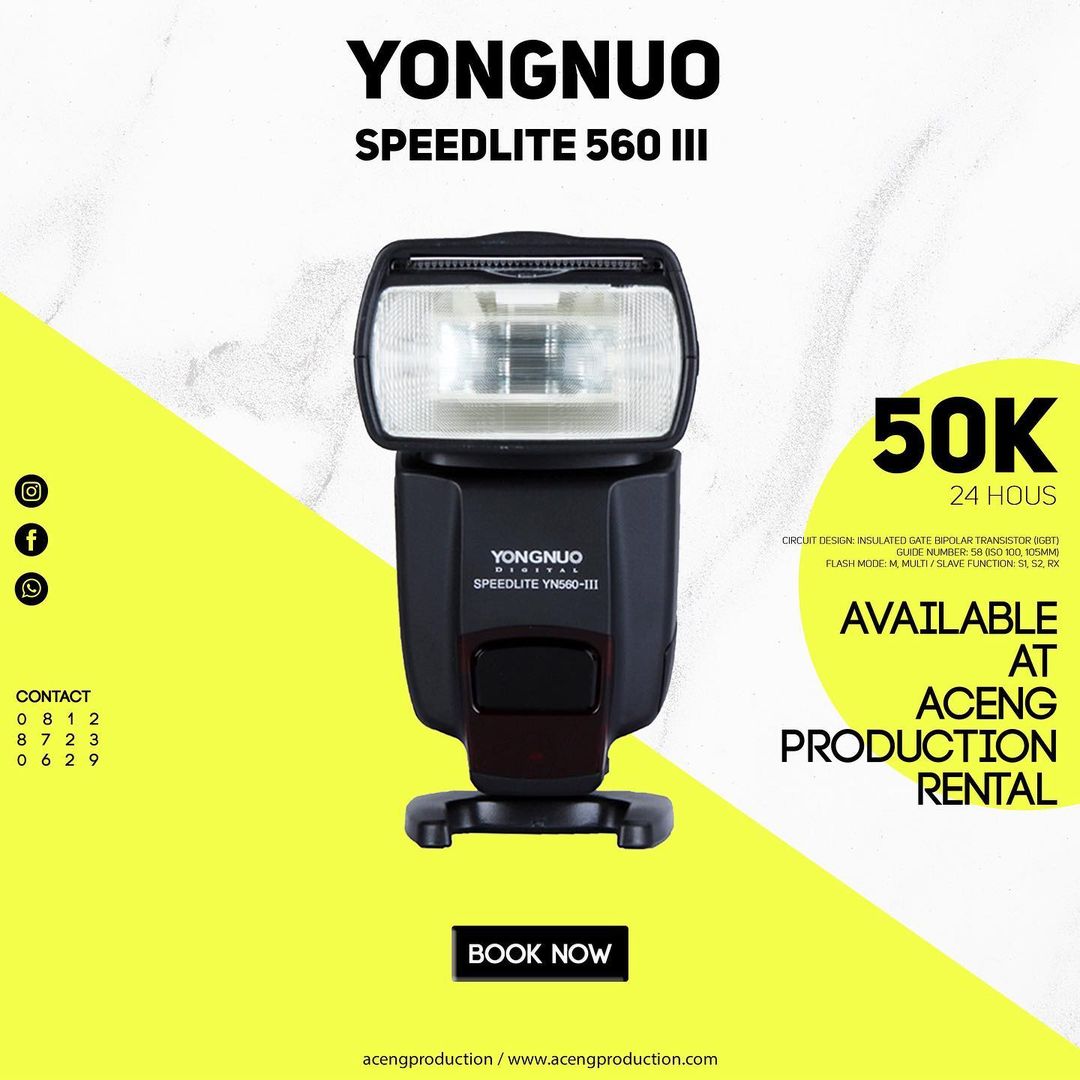 YONGNUO
SPEEDLITE 560 III
YONGNUO
DIGITAL
SPEEDLITE YN560-III
50K
24 HOUS
CIRCUIT DESIGN: INSULATED GATE BIPOLAR TRANSISTOR (IGBT)
GUIDE NUMBER: 58 (ISO 100, 105MM)
FLASH MODE: M, MULTI / SLAVE FUNCTION: S1, S2, RX
AVAILABLE
AT
ACENG
PRODUCTION
RENTAL
CONTACT
0 8 1 2
8 7 2 3
0 6 2 9
BOOK NOW
acengproduction / www.acengproduction.com